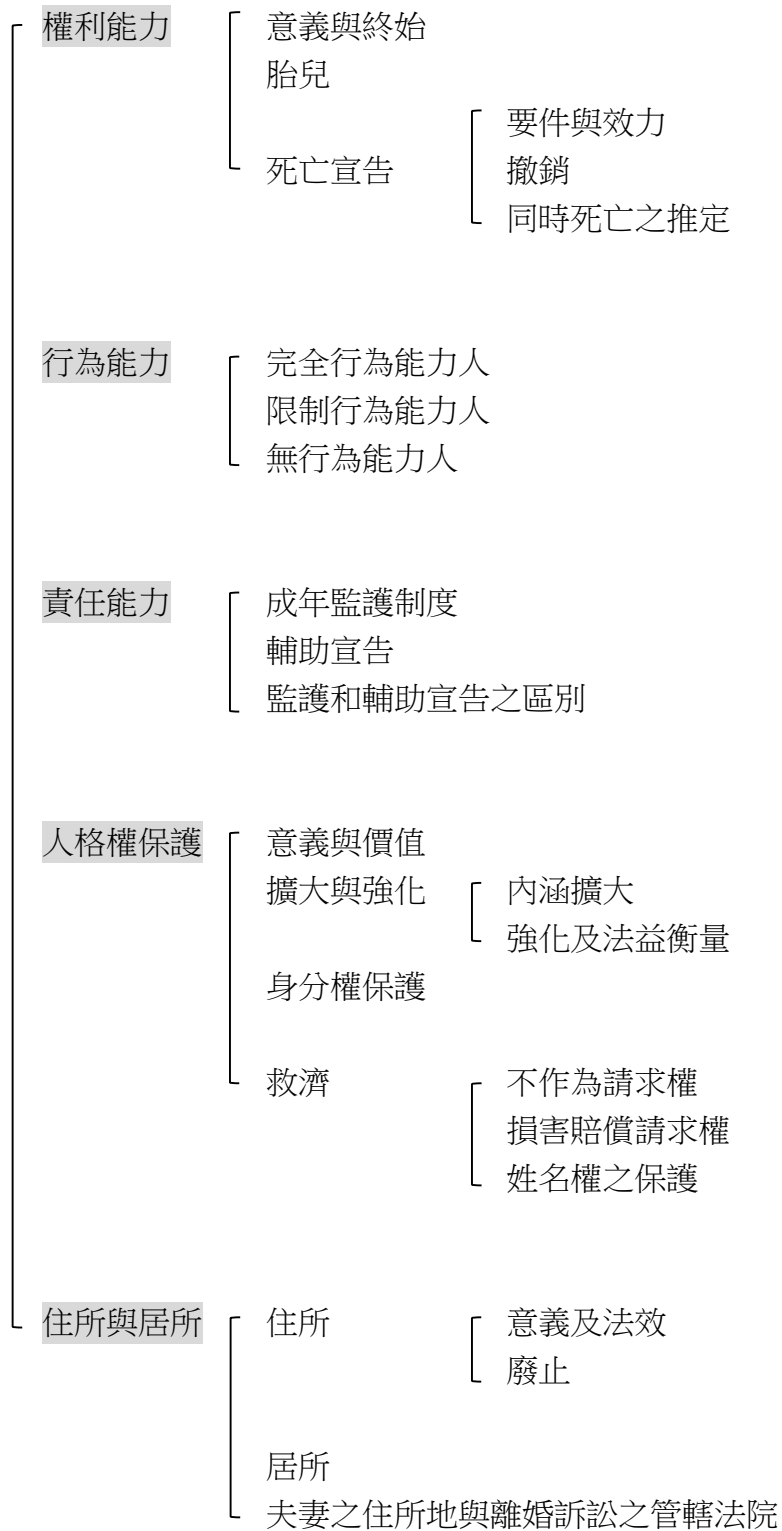 權利能力 意義與終始
胎兒
要件與效力
死亡宣告 撤銷
同時死亡之推定
行為能力 完全行為能力人
限制行為能力人
無行為能力人
責任能力 成年監護制度
輔助宣告
監護和輔助宣告之區別
人格權保護 意義與價值
擴大與強化 內涵擴大
強化及法益衡量
身分權保護
救濟 不作為請求權
損害賠償請求權
姓名權之保護
住所與居所 住所 意義及法效
廢止
居所
夫妻之住所地與離婚訴訟之管轄法院